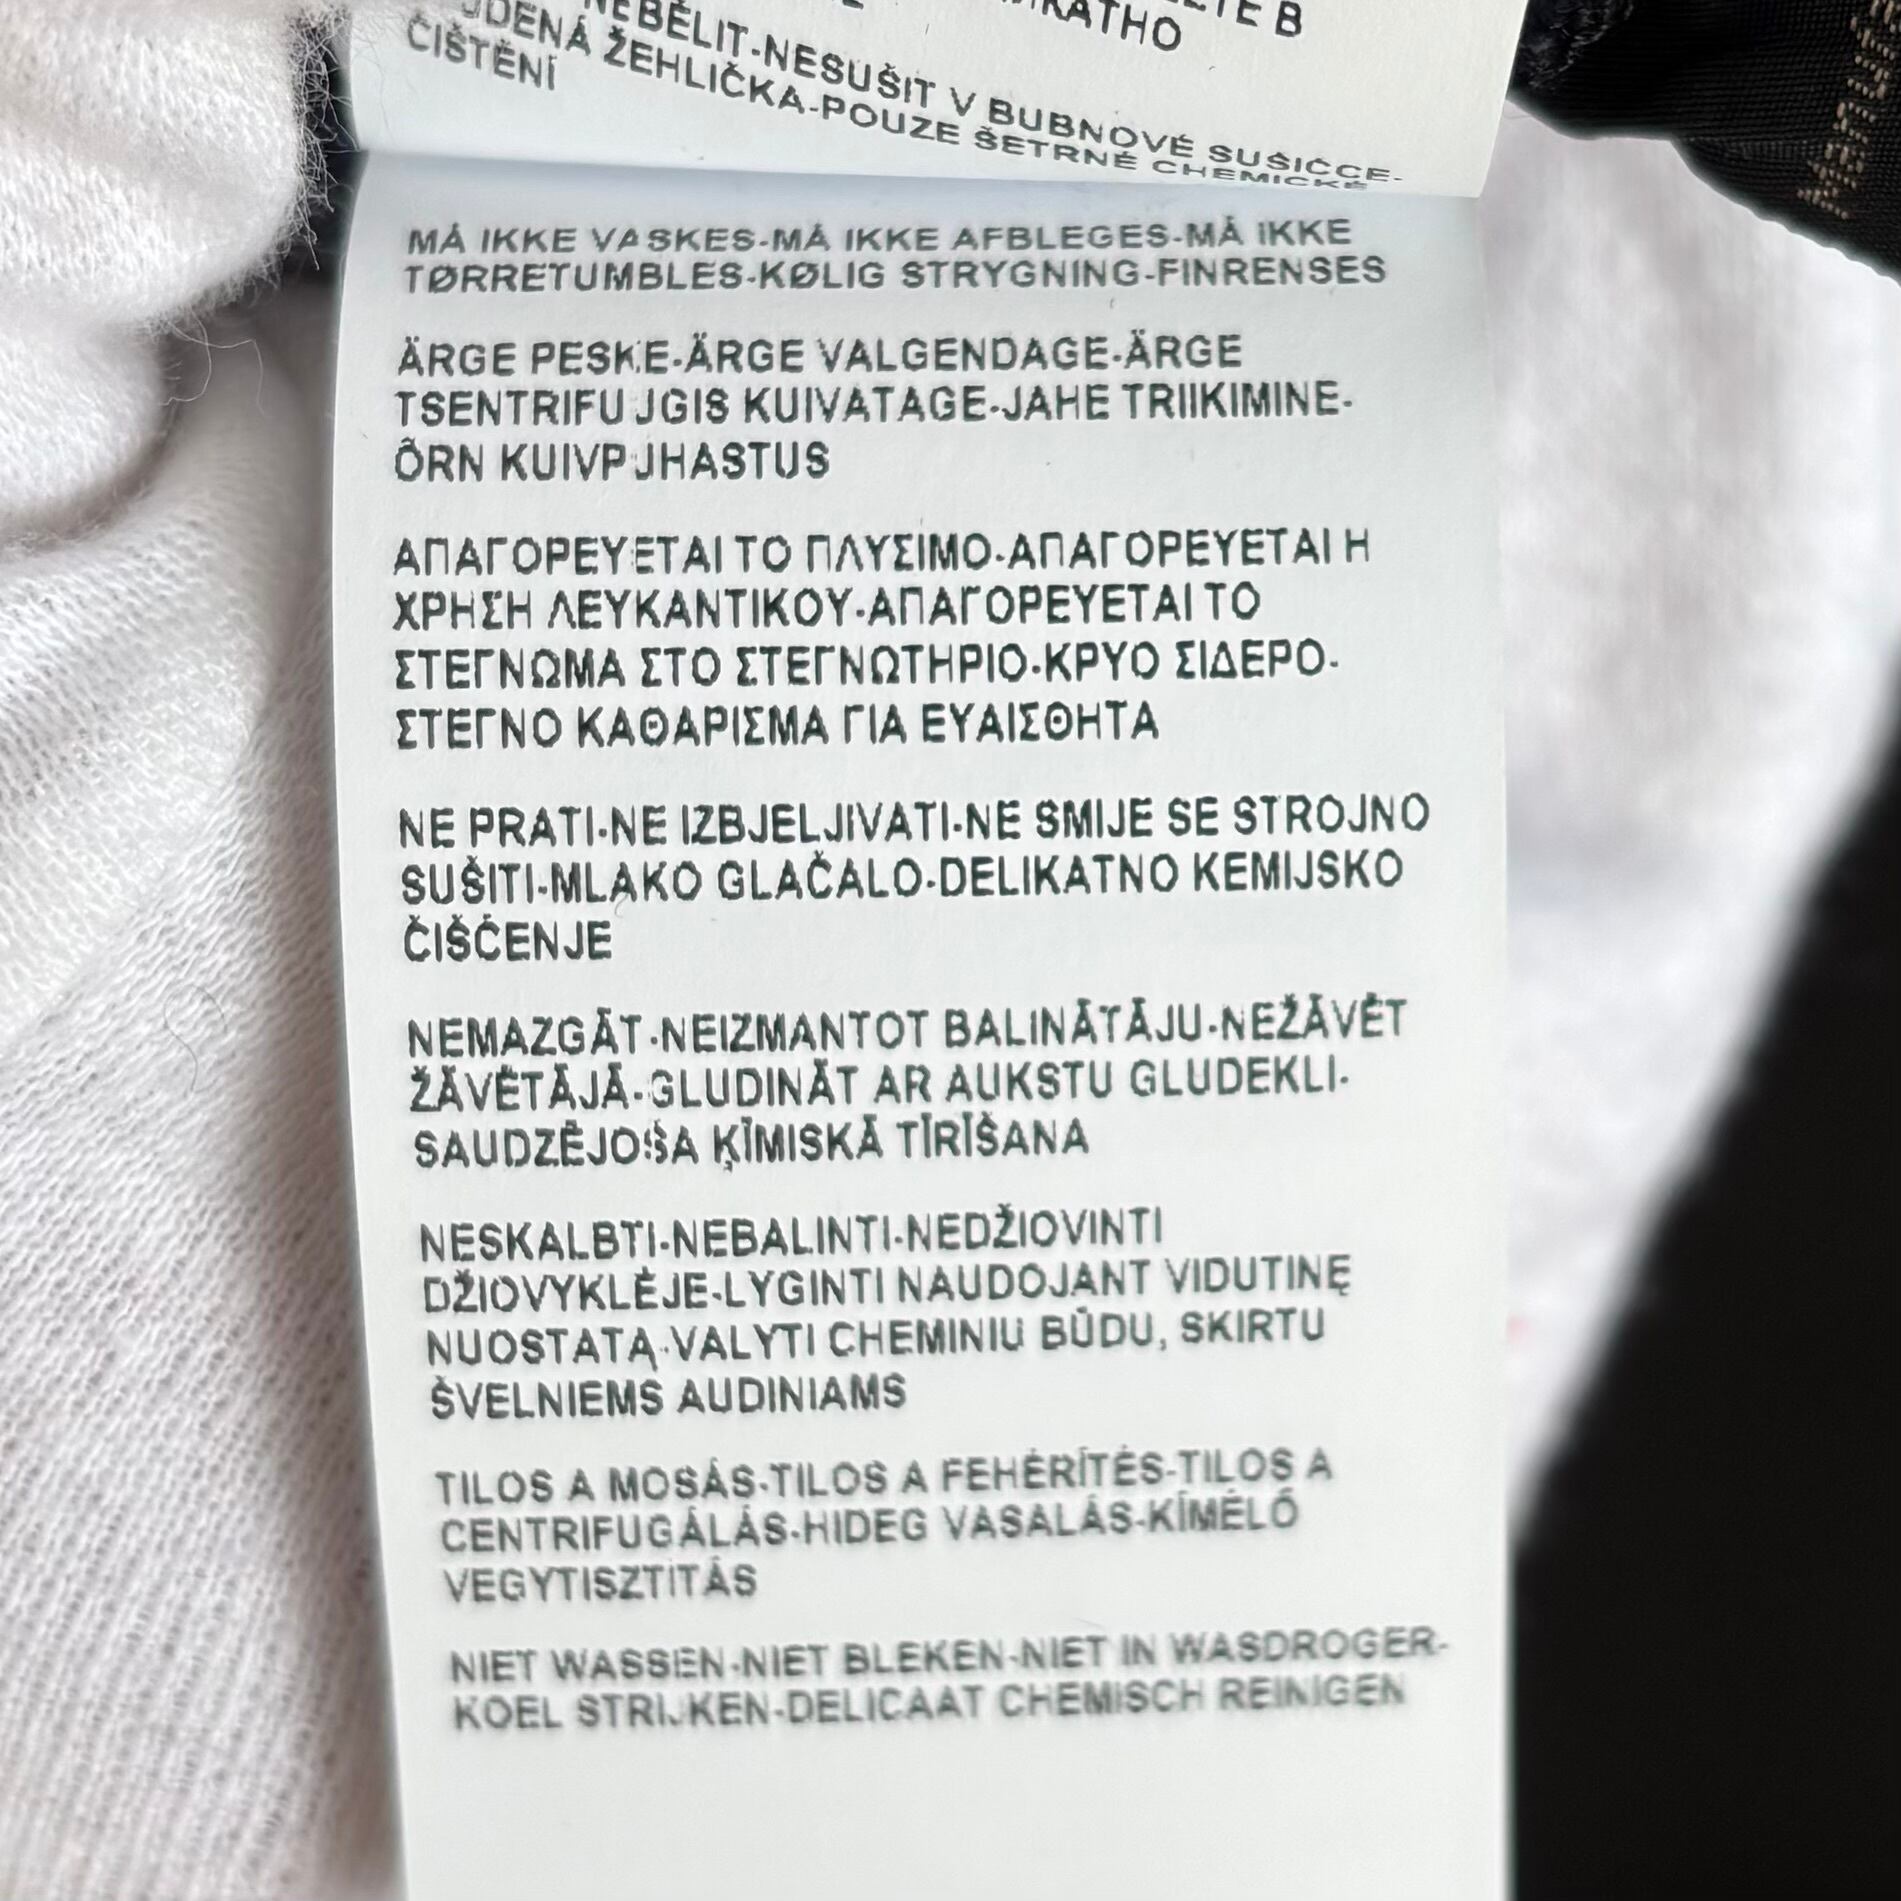 NEBĚLIT-NESUŠIT V BUBNOVÉ SUŠIČCE-
ŽEHLIČKA-POUZE ŠETRNÉ CHEMICKÉ
ČIŠTĚNÍ
MÅ IKKE VASKES-MÅ IKKE AFBLEGES-MÅ IKKE
TØRRETUMBLES-KØLIG STRYGNING-FINRENSES
ÄRGE PESKE-ÄRGE VALGENDAGE-ÄRGE
TSENTRIFUJGIS KUIVATAGE-JAHE TRIIKIMINE-
ÕRN KUIVPJHASTUS
ΑΠΑΓΟΡΕΥΕΤΑΙ ΤΟ ΠΛΥΣΙΜΟ-ΑΠΑΓΟΡΕΥΕΤΑΙ Η
ΧΡΗΣΗ ΛΕΥΚΑΝΤΙΚΟΥ-ΑΠΑΓΟΡΕΥΕΤΑΙ ΤΟ
ΣΤΕΓΝΩΜΑ ΣΤΟ ΣΤΕΓΝΩΤΗΡΙΟ-ΚΡΥΟ ΣΙΔΕΡΟ-
ΣΤΕΓΝΟ ΚΑΘΑΡΙΣΜΑ ΓΙΑ ΕΥΑΙΣΘΗΤΑ
NE PRATI-NE IZBJELJIVATI-NE SMIJE SE STROJNO
SUŠITI-MLAKO GLAČALO-DELIKATNO KEMIJSKO
ČIŠĆENJE
NEMAZGĀT-NEIZMANTOT BALINĀTĀJU-NEŽĀVĒT
ŽĀVĒTĀJĀ-GLUDINĀT AR AUKSTU GLUDEKLI-
SAUDZĒJOŠA ĶĪMISKĀ TĪRĪŠANA
NESKALBTI-NEBALINTI-NEDŽIOVINTI
DŽIOVYKLĖJE-LYGINTI NAUDOJANT VIDUTINĘ
NUOSTATĄ-VALYTI CHEMINIU BŪDU, SKIRTU
ŠVELNIEMS AUDINIAMS
TILOS A MOSÁS-TILOS A FEHÉRÍTÉS-TILOS A
CENTRIFUGÁLÁS-HIDEG VASALÁS-KÍMÉLŐ
VEGYTISZTÍTÁS
NIET WASSEN-NIET BLEKEN-NIET IN WASDROGER-
KOEL STRIJKEN-DELICAAT CHEMISCH REINIGEN